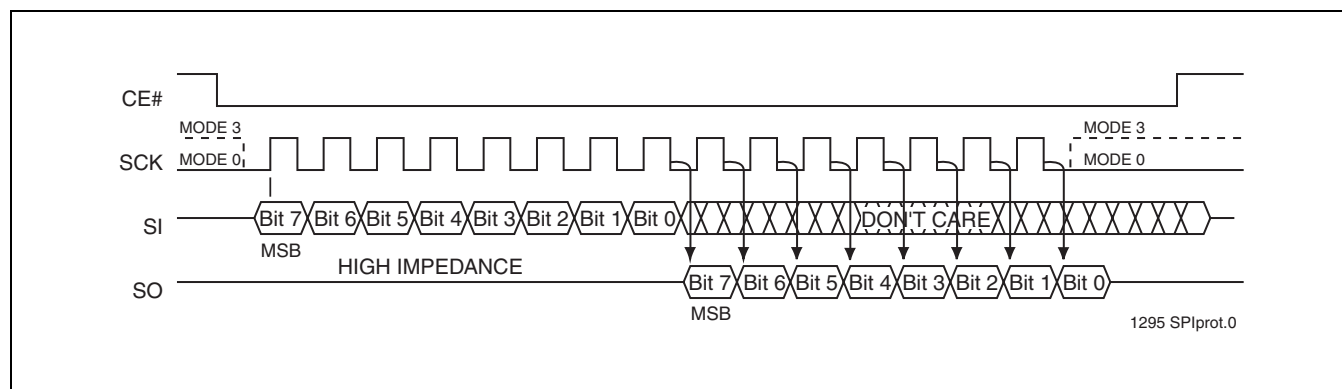 CE#
MODE 3 MODE 3
SCK MODE 0 MODE 0
SI Bit 7 Bit 6 Bit 5 Bit 4 Bit 3 Bit 2 Bit 1 Bit 0 DON'T CARE
MSB
HIGH IMPEDANCE
SO Bit 7 Bit 6 Bit 5 Bit 4 Bit 3 Bit 2 Bit 1 Bit 0
MSB
1295 SPIprot.0